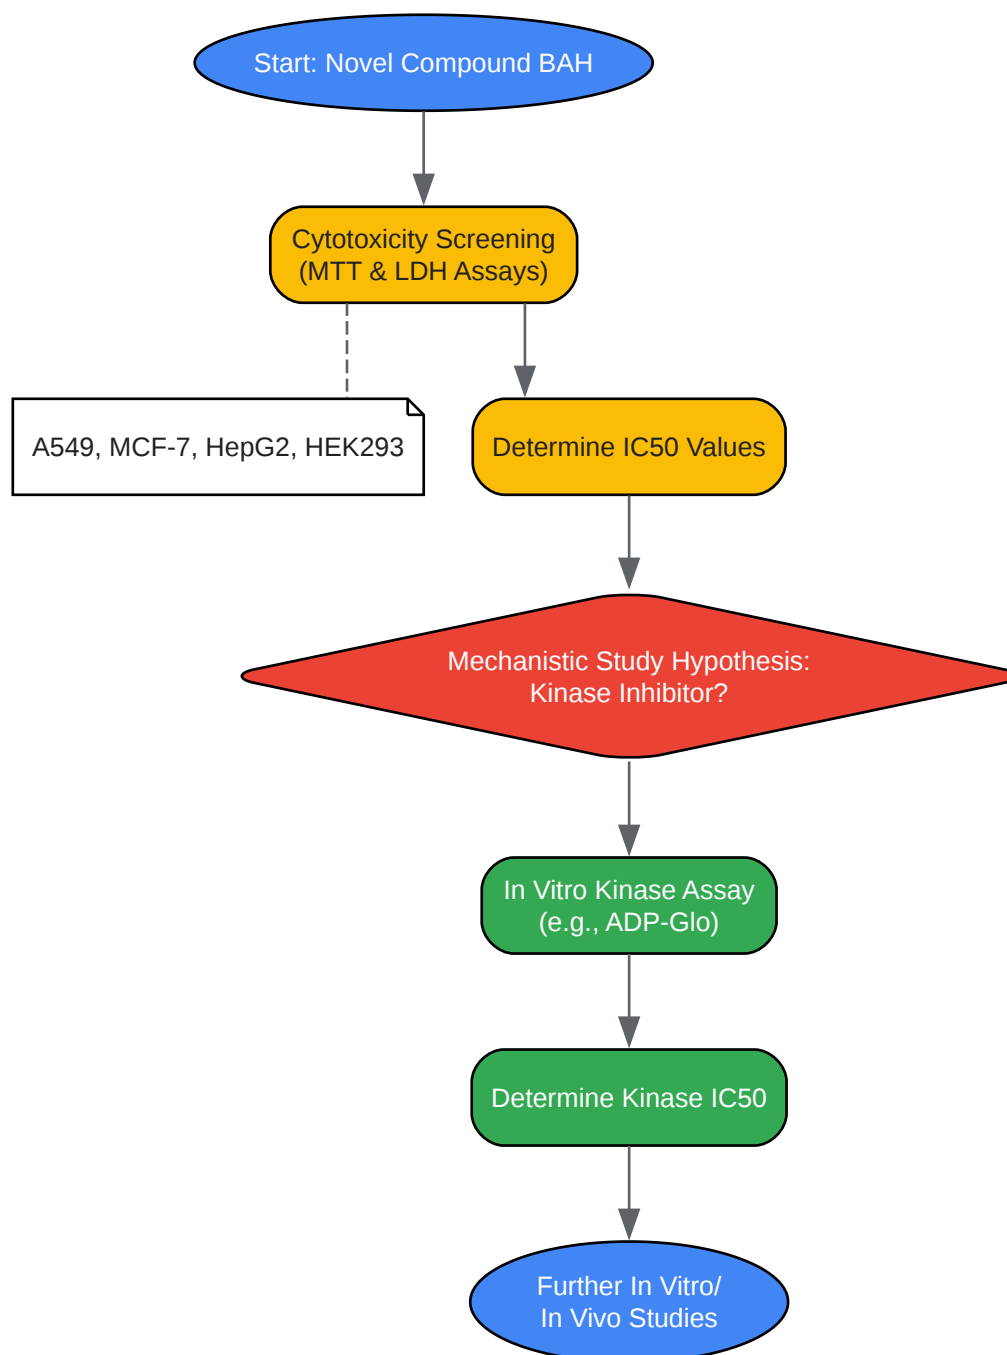 Start: Novel Compound BAH
Cytotoxicity Screening
(MTT & LDH Assays)
A549, MCF-7, HepG2, HEK293
Determine IC50 Values
Mechanistic Study Hypothesis:
Kinase Inhibitor?
In Vitro Kinase Assay
(e.g., ADP-Glo)
Determine Kinase IC50
Further In Vitro/
In Vivo Studies